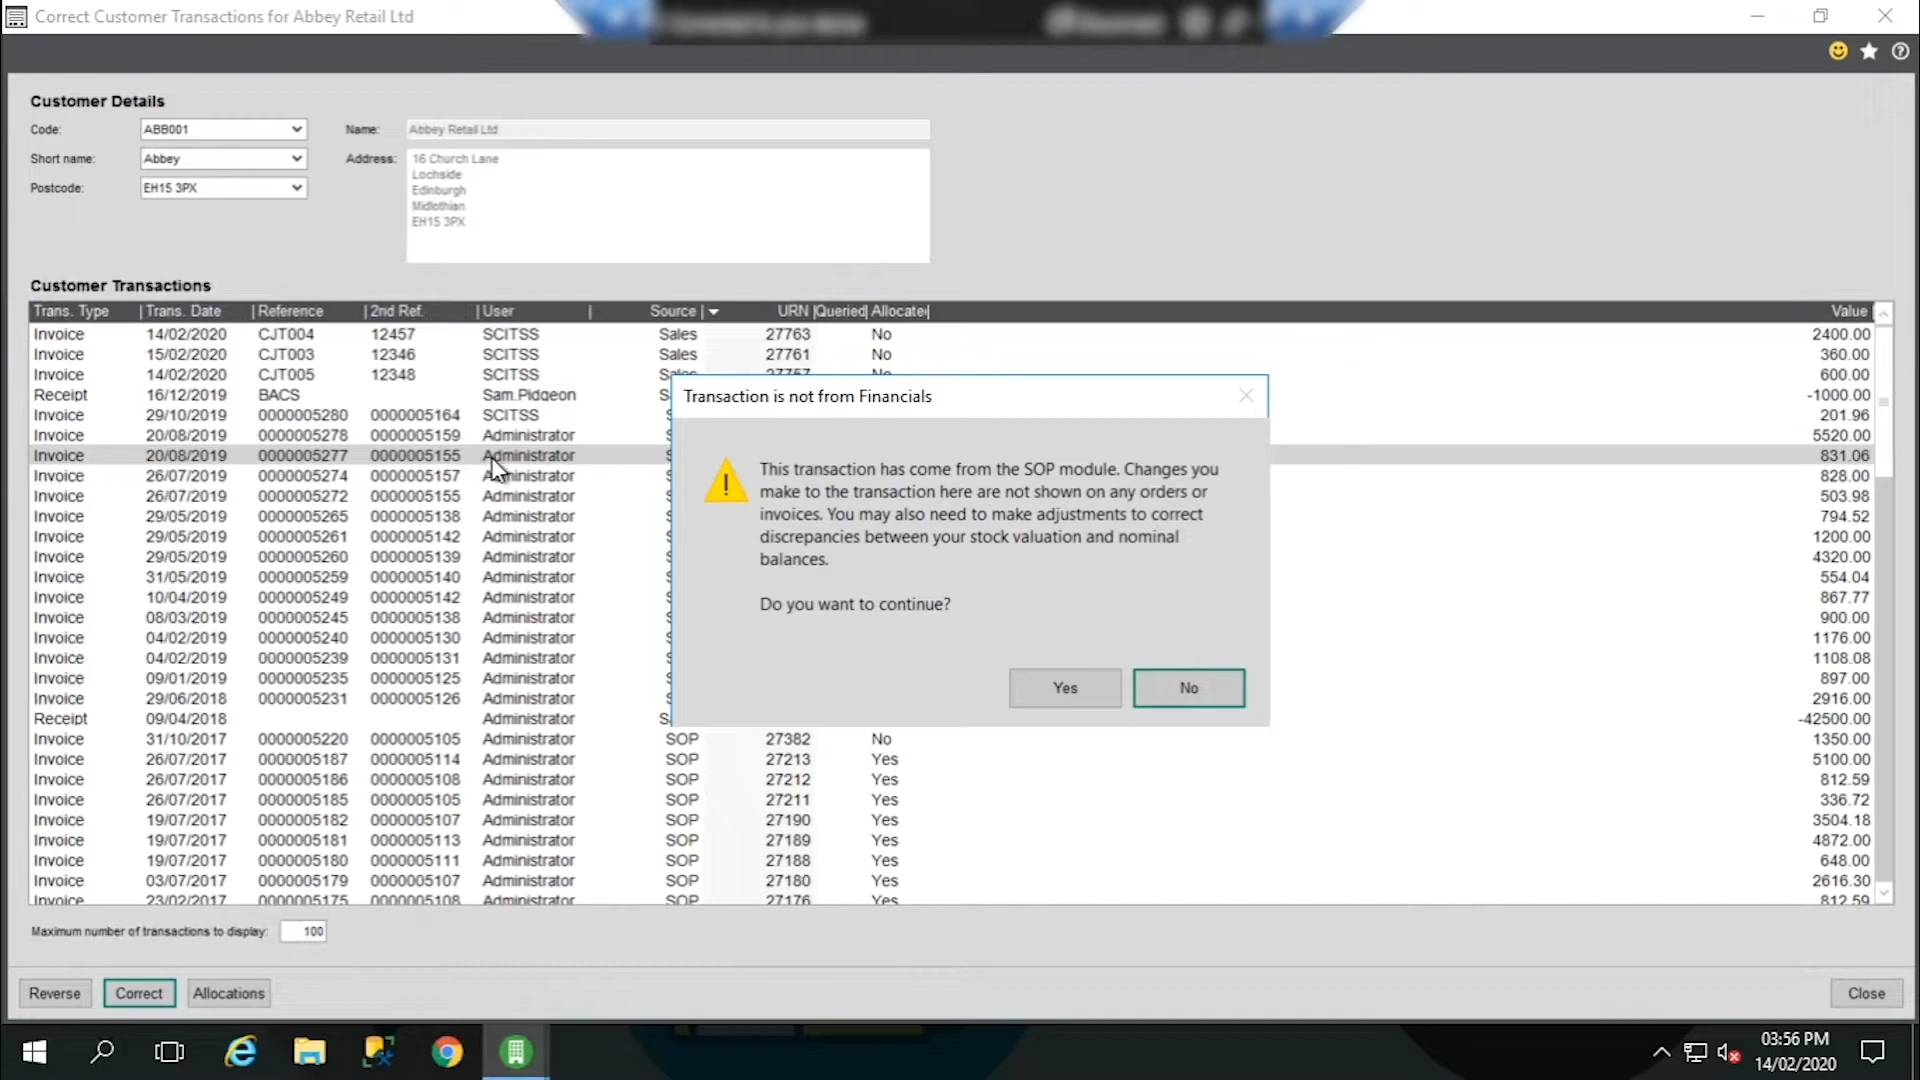 Correct Customer Transactions for Abbey Retail Ltd
Customer Details
Code: ABB001 Name: Abbey Retail Ltd
Short name: Abbey Address: 16 Church Lane
Lochside
Postcode: EH15 3PX Edinburgh
Midlothian
EH15 3PX
Customer Transactions
Trans. Type Trans. Date Reference 2nd Ref. User Source URN Queried Allocate Value
Invoice 14/02/2020 CJT004 12457 SCITSS Sales 27763 No 2400.00
Invoice 15/02/2020 CJT003 12346 SCITSS Sales 27761 No 360.00
Invoice 14/02/2020 CJT005 12348 SCITSS Sales 27757 No 600.00
Receipt 16/12/2019 BACS Sam.Pidgeon -1000.00
Invoice 29/10/2019 0000005280 0000005164 SCITSS 201.96
Invoice 20/08/2019 0000005278 0000005159 Administrator 5520.00
Invoice 20/08/2019 0000005277 0000005155 Administrator 831.06
Invoice 26/07/2019 0000005274 0000005157 Administrator 828.00
Invoice 26/07/2019 0000005272 0000005155 Administrator 503.98
Invoice 29/05/2019 0000005265 0000005138 Administrator 794.52
Invoice 29/05/2019 0000005261 0000005142 Administrator 1200.00
Invoice 29/05/2019 0000005260 0000005139 Administrator 4320.00
Invoice 31/05/2019 0000005259 0000005140 Administrator 554.04
Invoice 10/04/2019 0000005249 0000005142 Administrator 867.77
Invoice 08/03/2019 0000005245 0000005138 Administrator 900.00
Invoice 04/02/2019 0000005240 0000005130 Administrator 1176.00
Invoice 04/02/2019 0000005239 0000005131 Administrator 1108.08
Invoice 09/01/2019 0000005235 0000005125 Administrator 897.00
Invoice 29/06/2018 0000005231 0000005126 Administrator 2916.00
Receipt 09/04/2018 Administrator -42500.00
Invoice 31/10/2017 0000005220 0000005105 Administrator SOP 27382 No 1350.00
Invoice 26/07/2017 0000005187 0000005114 Administrator SOP 27213 Yes 5100.00
Invoice 26/07/2017 0000005186 0000005108 Administrator SOP 27212 Yes 812.59
Invoice 26/07/2017 0000005185 0000005105 Administrator SOP 27211 Yes 336.72
Invoice 19/07/2017 0000005182 0000005107 Administrator SOP 27190 Yes 3504.18
Invoice 19/07/2017 0000005181 0000005113 Administrator SOP 27189 Yes 4872.00
Invoice 19/07/2017 0000005180 0000005111 Administrator SOP 27188 Yes 648.00
Invoice 03/07/2017 0000005179 0000005107 Administrator SOP 27180 Yes 2616.30
Invoice 23/02/2017 0000005175 0000005108 Administrator SOP 27176 Yes 812.59
Transaction is not from Financials
This transaction has come from the SOP module. Changes you
make to the transaction here are not shown on any orders or
invoices. You may also need to make adjustments to correct
discrepancies between your stock valuation and nominal
balances.
Do you want to continue?
Yes No
Maximum number of transactions to display: 100
Reverse Correct Allocations Close
03:56 PM
14/02/2020